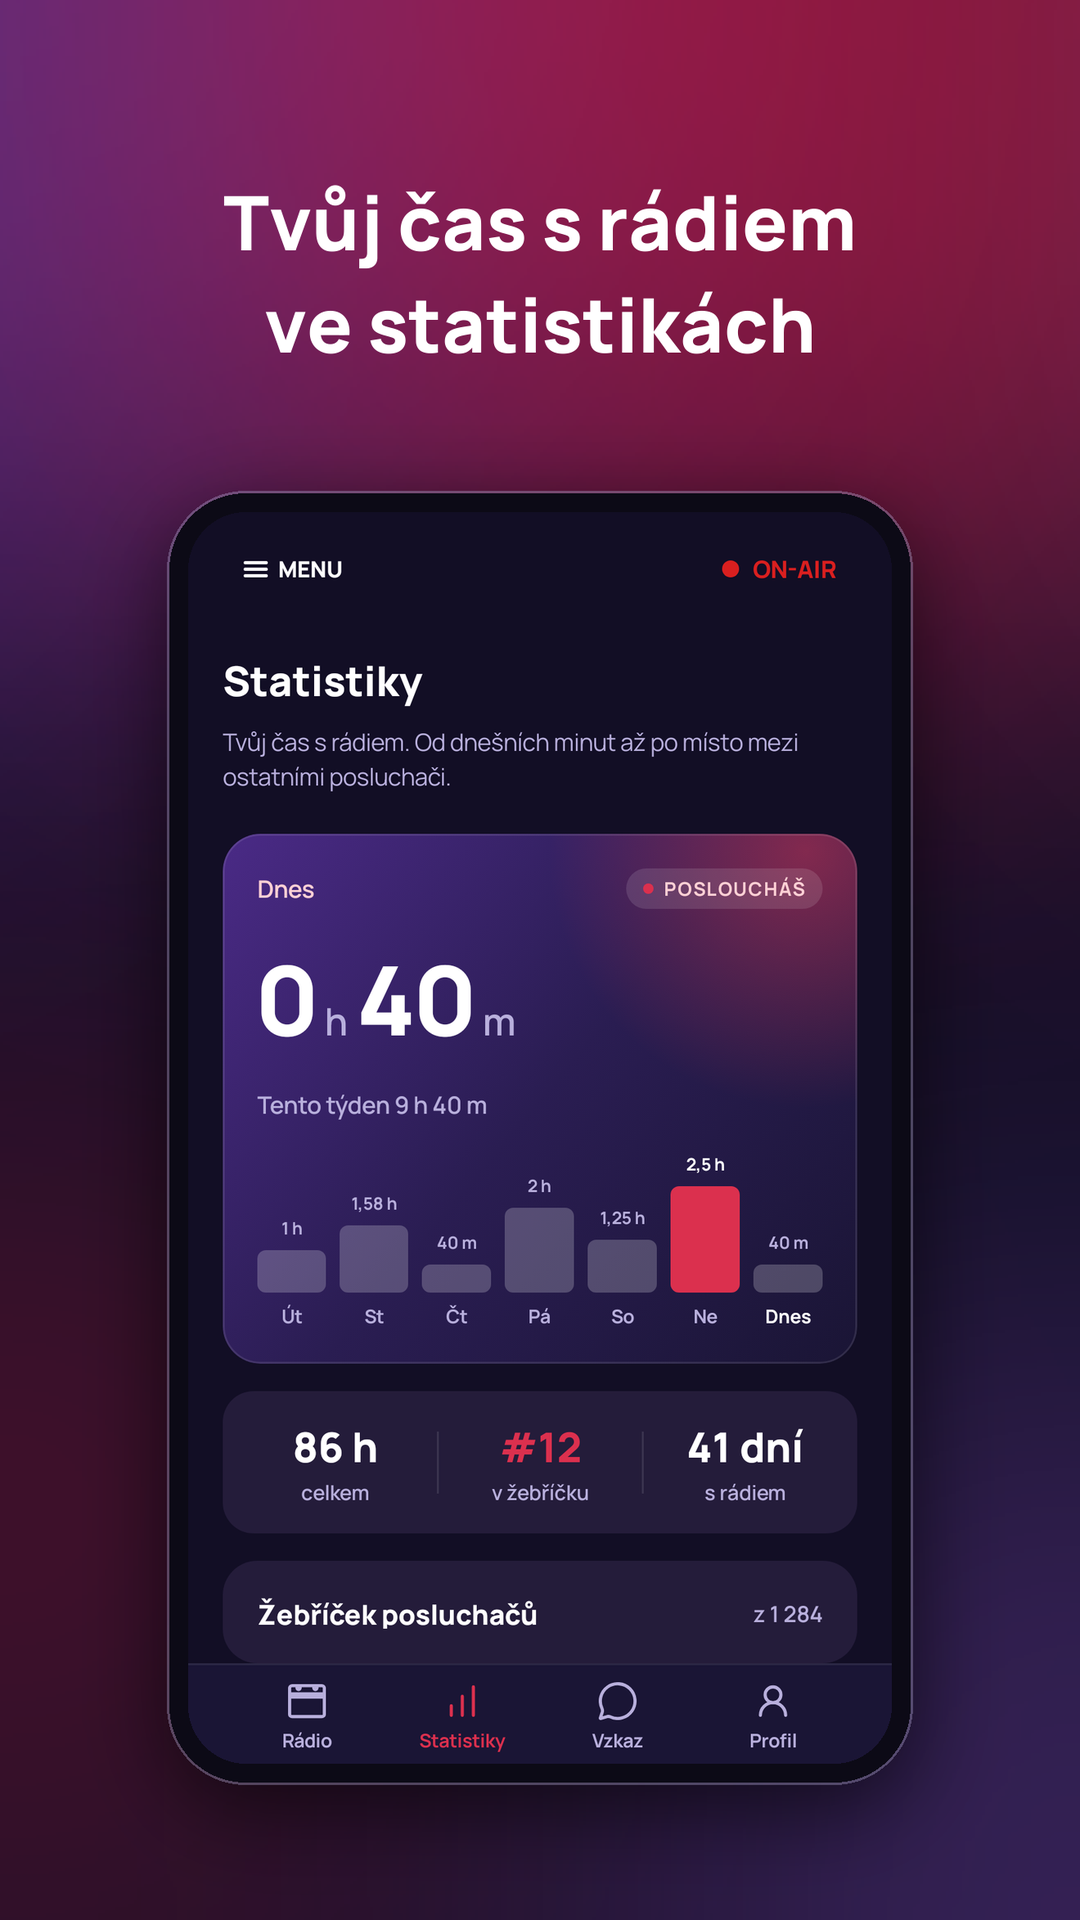 Tvůj čas s rádiem
ve statistikách
MENU
ON-AIR
Statistiky
Tvůj čas s rádiem. Od dnešních minut až po místo mezi
ostatními posluchači.
Dnes
POSLOUCHÁŠ
0 h 40 m
Tento týden 9 h 40 m
1 h
1,58 h
40 m
2 h
1,25 h
2,5 h
40 m
Út
St
Čt
Pá
So
Ne
Dnes
86 h
celkem
#12
v žebříčku
41 dní
s rádiem
Žebříček posluchačů
z 1 284
Rádio
Statistiky
Vzkaz
Profil